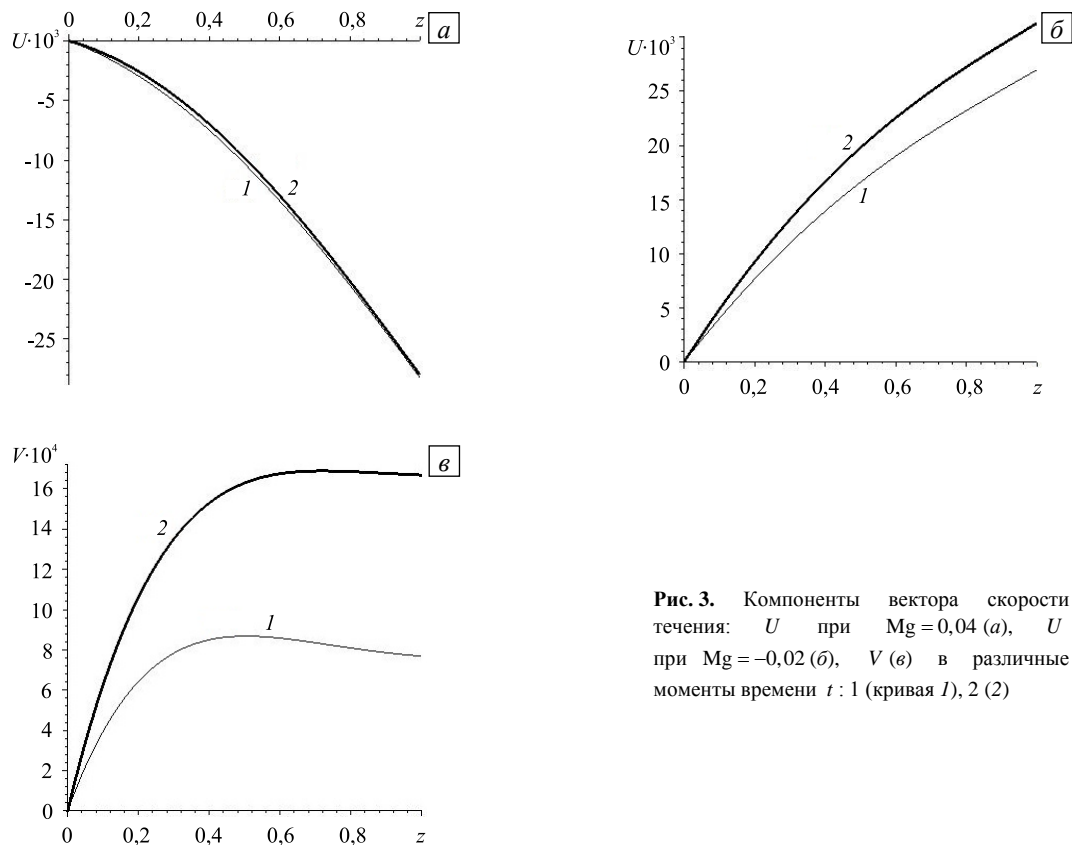 0 0,2 0,4 0,6 0,8 z
а
U·10³
-5
-10
-15
-20
-25
1 2
б
U·10³
25
20
15
10
5
0
2
1
0 0,2 0,4 0,6 0,8 z
в
V·10⁴
16
14
12
10
8
6
4
2
0
2
1
0 0,2 0,4 0,6 0,8 z
Рис. 3. Компоненты вектора скорости
течения: U при Mg = 0,04 (а), U
при Mg = −0,02 (б), V (в) в различные
моменты времени t : 1 (кривая 1), 2 (2)